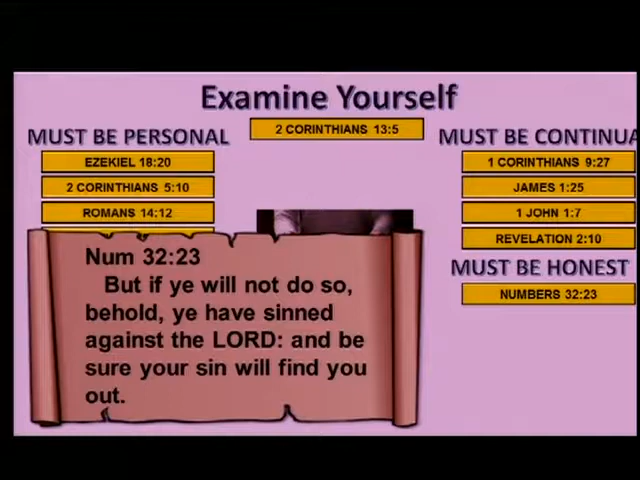 Examine Yourself
2 CORINTHIANS 13:5
MUST BE PERSONAL
EZEKIEL 18:20
2 CORINTHIANS 5:10
ROMANS 14:12
MUST BE CONTINUA
1 CORINTHIANS 9:27
JAMES 1:25
1 JOHN 1:7
REVELATION 2:10
MUST BE HONEST
NUMBERS 32:23
Num 32:23
But if ye will not do so,
behold, ye have sinned
against the LORD: and be
sure your sin will find you
out.